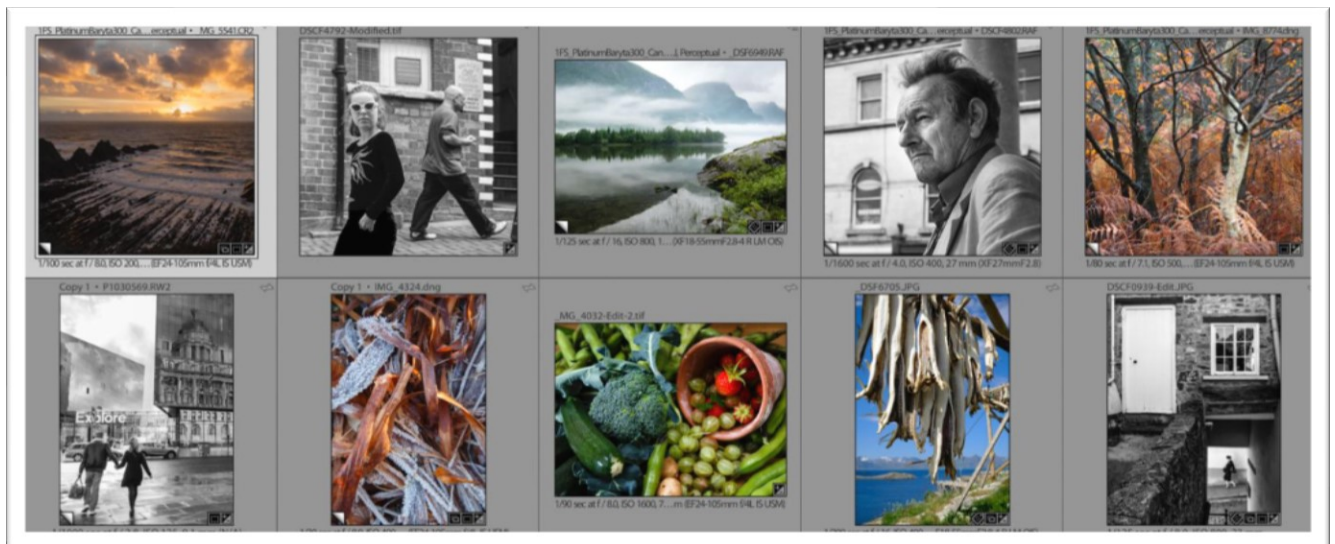 1FS_PlatinumBaryta300_Ca…erceptual • _MG_5541.CR2
DSCF4792-Modified.tif
1FS_PlatinumBaryta300_Can…), Perceptual • _DSF6949.RAF
1FS_PlatinumBaryta300_Ca…erceptual • DSCF4802.RAF
1FS_PlatinumBaryta300_Ca…erceptual • IMG_8774.dng
1/100 sec at f / 8.0, ISO 200,… (EF24-105mm f/4L IS USM)
1/125 sec at f / 16, ISO 800, 1… (XF18-55mmF2.8-4 R LM OIS)
1/1600 sec at f / 4.0, ISO 400, 27 mm (XF27mmF2.8)
1/80 sec at f / 7.1, ISO 500,… (EF24-105mm f/4L IS USM)
Copy 1 • P1030569.RW2
Copy 1 • IMG_4324.dng
_MG_4032-Edit-2.tif
_DSF6705.JPG
DSCF0939-Edit.JPG
Explore
1/90 sec at f / 8.0, ISO 1600, 7…m (EF24-105mm f/4L IS USM)